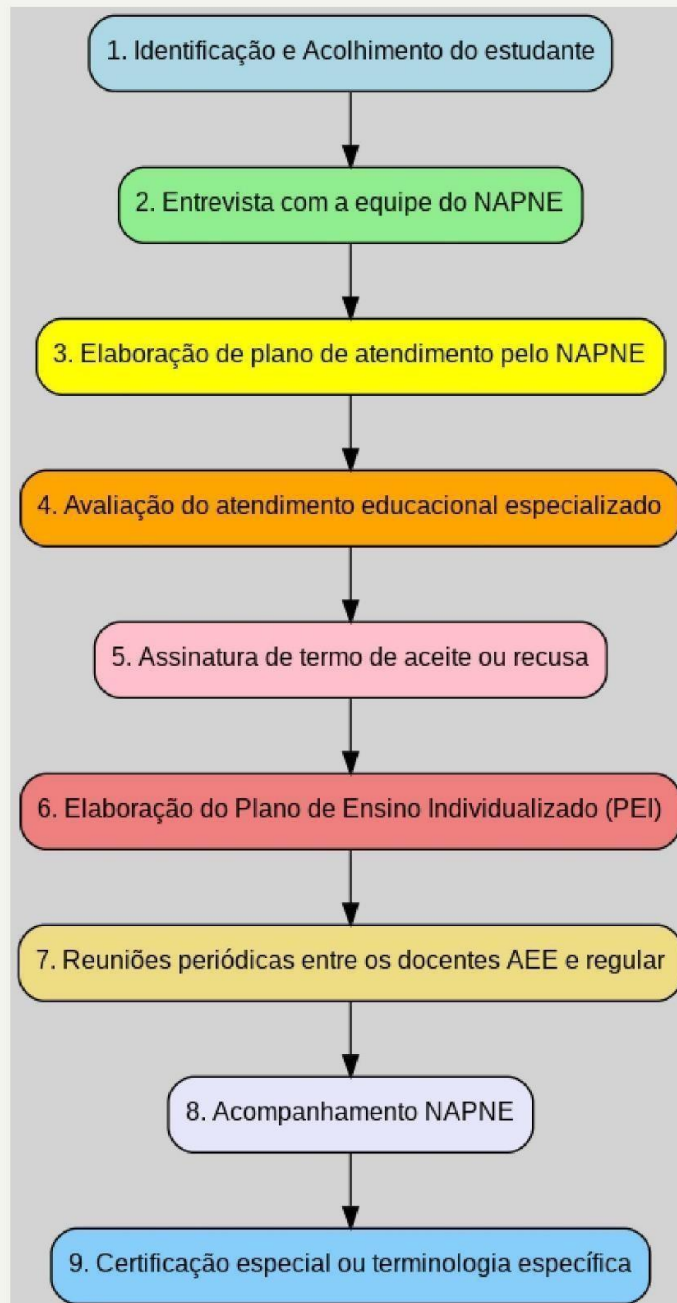 1. Identificação e Acolhimento do estudante
2. Entrevista com a equipe do NAPNE
3. Elaboração de plano de atendimento pelo NAPNE
4. Avaliação do atendimento educacional especializado
5. Assinatura de termo de aceite ou recusa
6. Elaboração do Plano de Ensino Individualizado (PEI)
7. Reuniões periódicas entre os docentes AEE e regular
8. Acompanhamento NAPNE
9. Certificação especial ou terminologia específica